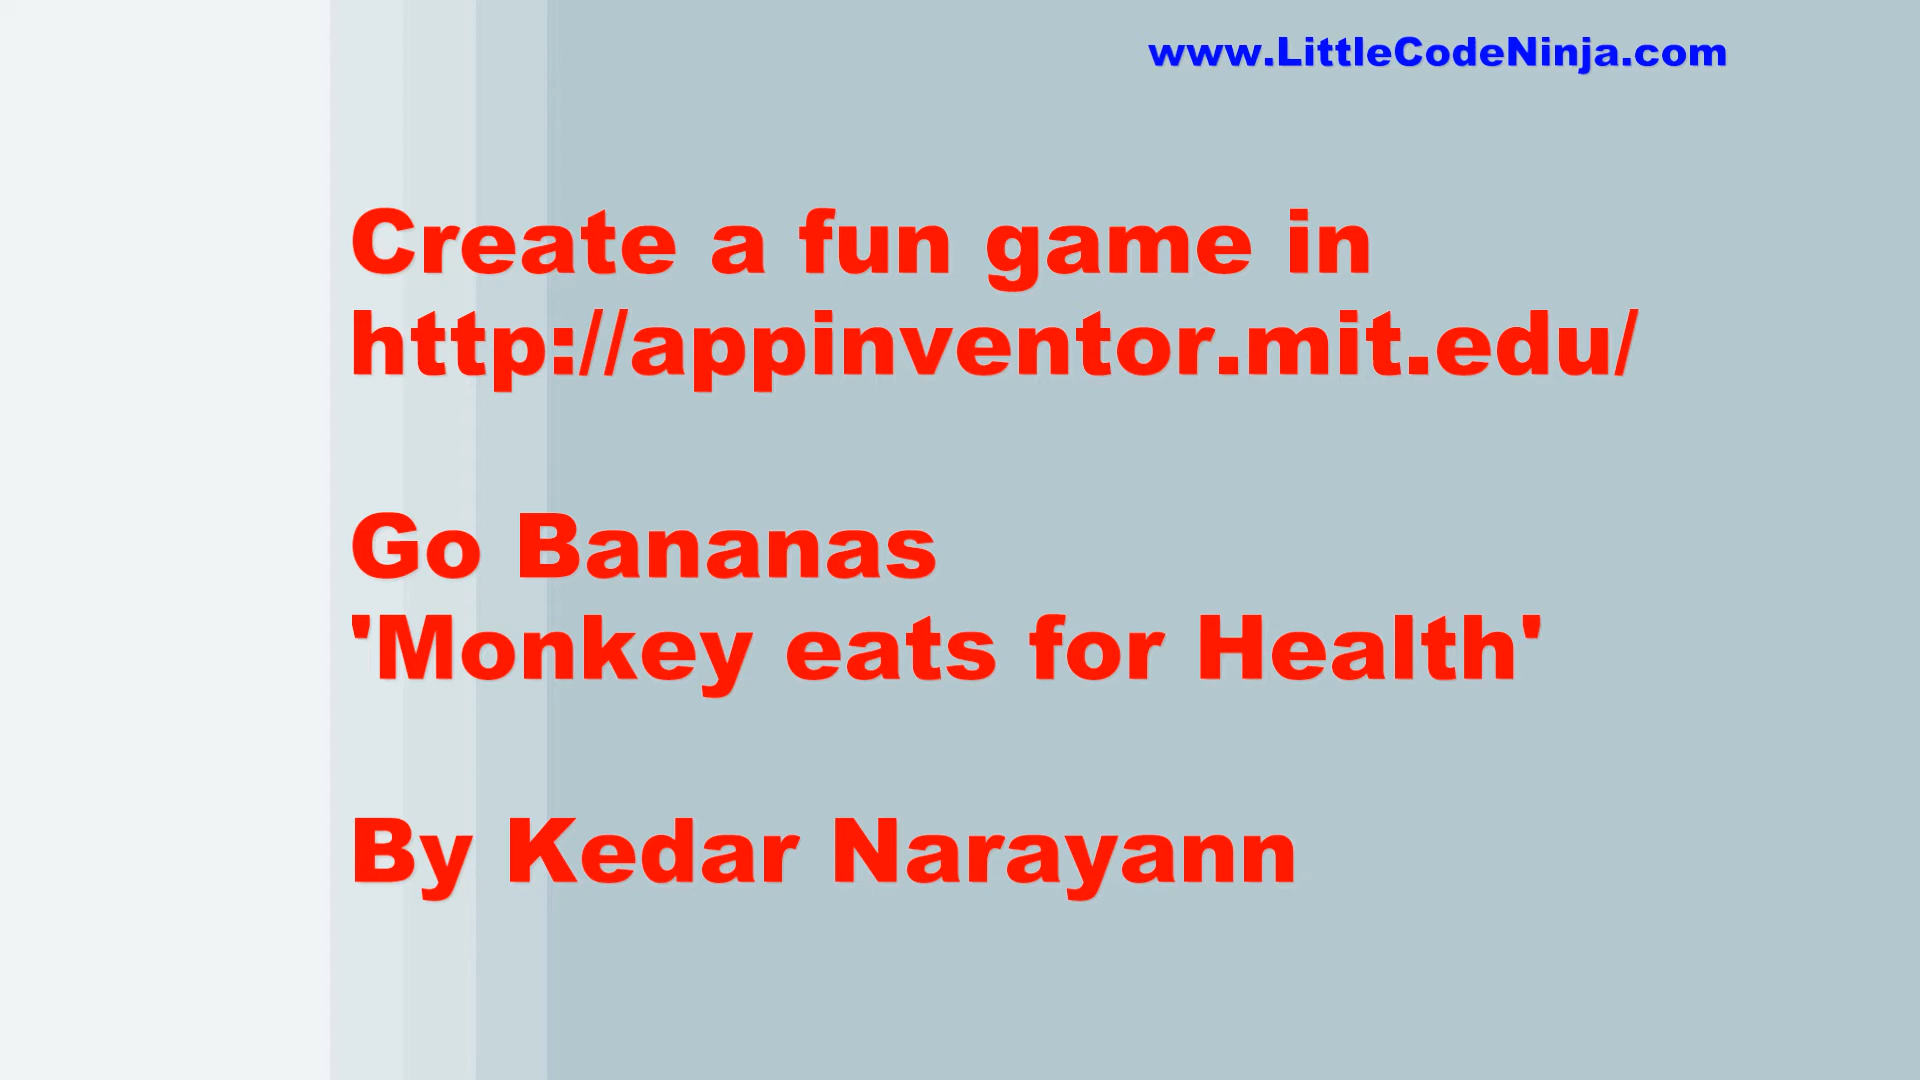 www.LittleCodeNinja.com
Create a fun game in
http://appinventor.mit.edu/
Go Bananas
'Monkey eats for Health'
By Kedar Narayann